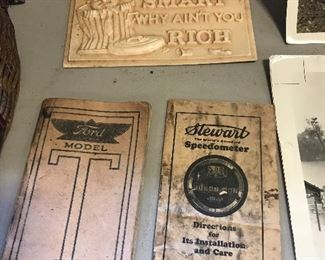 SMART
WHY AIN'T YOU
RICH
Ford
MODEL
T
Stewart
Speedometer
Directions
for
Its Installation
and Care